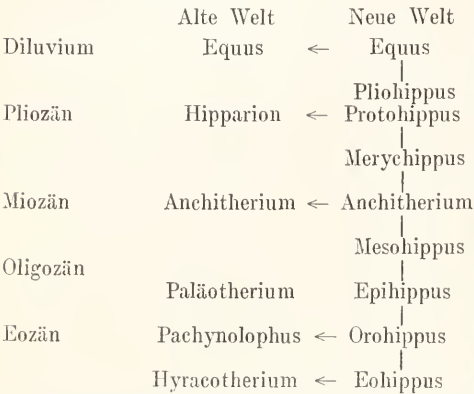 Alte Welt Neue Welt
Diluvium Equus ← Equus
Pliohippus
Pliozän Hipparion ← Protohippus
Merychippus
Miozän Anchitherium ← Anchitherium
Mesohippus
Oligozän
Paläotherium Epihippus
Eozän Pachynolophus ← Orohippus
Hyracotherium ← Eohippus